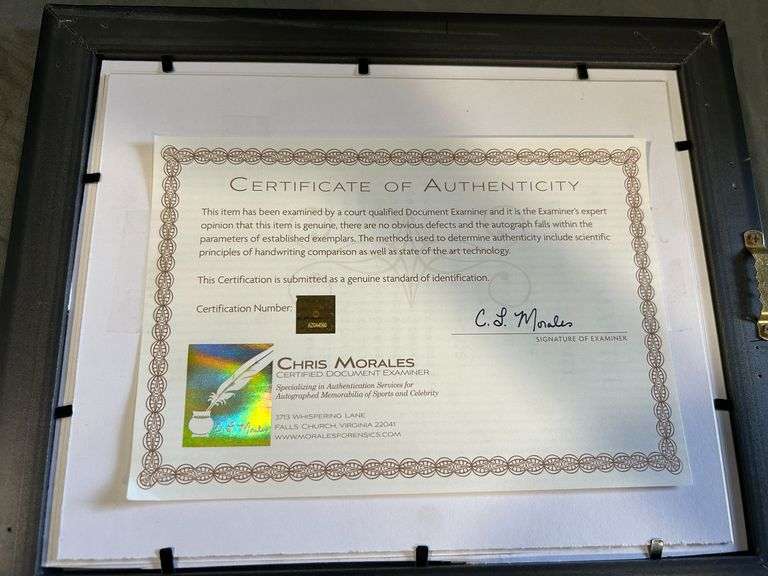 CERTIFICATE OF AUTHENTICITY
This item has been examined by a court qualified Document Examiner and it is the Examiner's expert
opinion that this item is genuine, there are no obvious defects and the autograph falls within the
parameters of established exemplars. The methods used to determine authenticity include scientific
principles of handwriting comparison as well as state of the art technology.
This Certification is submitted as a genuine standard of identification.
Certification Number:
C. L. Morales
SIGNATURE OF EXAMINER
CHRIS MORALES
CERTIFIED DOCUMENT EXAMINER
Specializing in Authentication Services for
Autographed Memorabilia of Sports and Celebrity
3713 WHISPERING LANE
FALLS CHURCH, VIRGINIA 22041
WWW.MORALESFORENSICS.COM